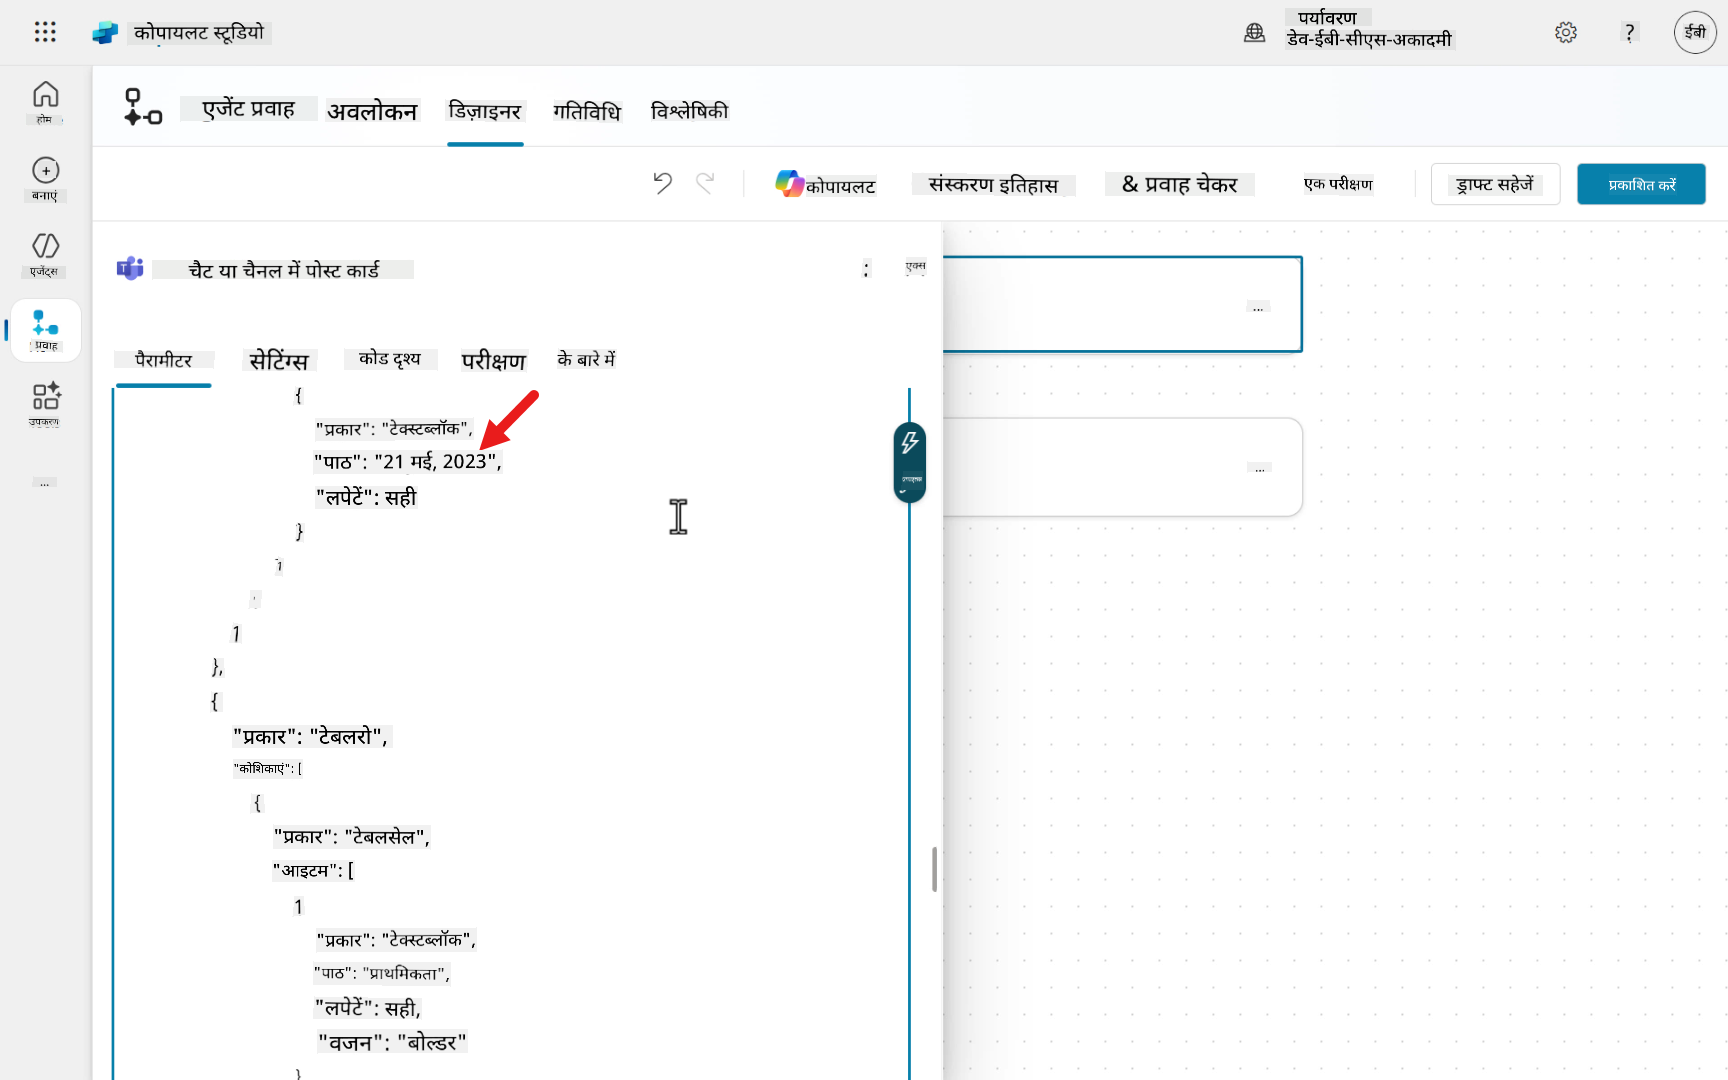 कोपायलट स्टूडियो
पर्यावरण
डेव-ईबी-सीएस-अकादमी
?
ईबी
होम
बनाएं
एजेंट्स
प्रवाह
उपकरण
...
एजेंट प्रवाह
अवलोकन
डिज़ाइनर
गतिविधि
विश्लेषिकी
कोपायलट
संस्करण इतिहास
& प्रवाह चेकर
एक परीक्षण
ड्राफ्ट सहेजें
प्रकाशित करें
चैट या चैनल में पोस्ट कार्ड
:
एक्स
पैरामीटर
सेटिंग्स
कोड दृश्य
परीक्षण
के बारे में
{
"प्रकार": "टेक्स्टब्लॉक",
"पाठ": "21 मई, 2023",
"लपेटें": सही
}
1
},
{
"प्रकार": "टेबलरो",
"कोशिकाएं": [
{
"प्रकार": "टेबलसेल",
"आइटम": [
1
"प्रकार": "टेक्स्टब्लॉक",
"पाठ": "प्राथमिकता",
"लपेटें": सही,
"वजन": "बोल्डर"
}
...
...